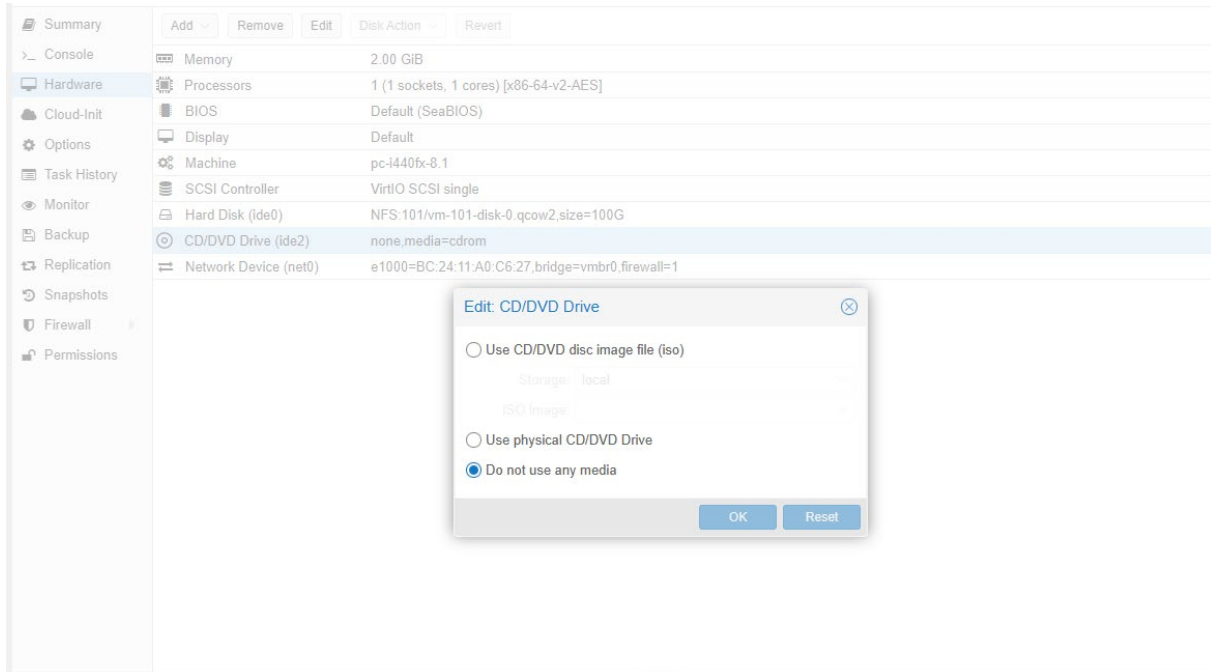 Summary
>_ Console
Hardware
Cloud-Init
Options
Task History
Monitor
Backup
Replication
Snapshots
Firewall
Permissions
Add Remove Edit Disk Action Revert
Memory 2.00 GiB
Processors 1 (1 sockets, 1 cores) [x86-64-v2-AES]
BIOS Default (SeaBIOS)
Display Default
Machine pc-i440fx-8.1
SCSI Controller VirtIO SCSI single
Hard Disk (ide0) NFS:101/vm-101-disk-0.qcow2,size=100G
CD/DVD Drive (ide2) none,media=cdrom
Network Device (net0) e1000=BC:24:11:A0:C6:27,bridge=vmbr0,firewall=1
Edit: CD/DVD Drive
Use CD/DVD disc image file (iso)
Storage: local
ISO Image:
Use physical CD/DVD Drive
Do not use any media
OK Reset